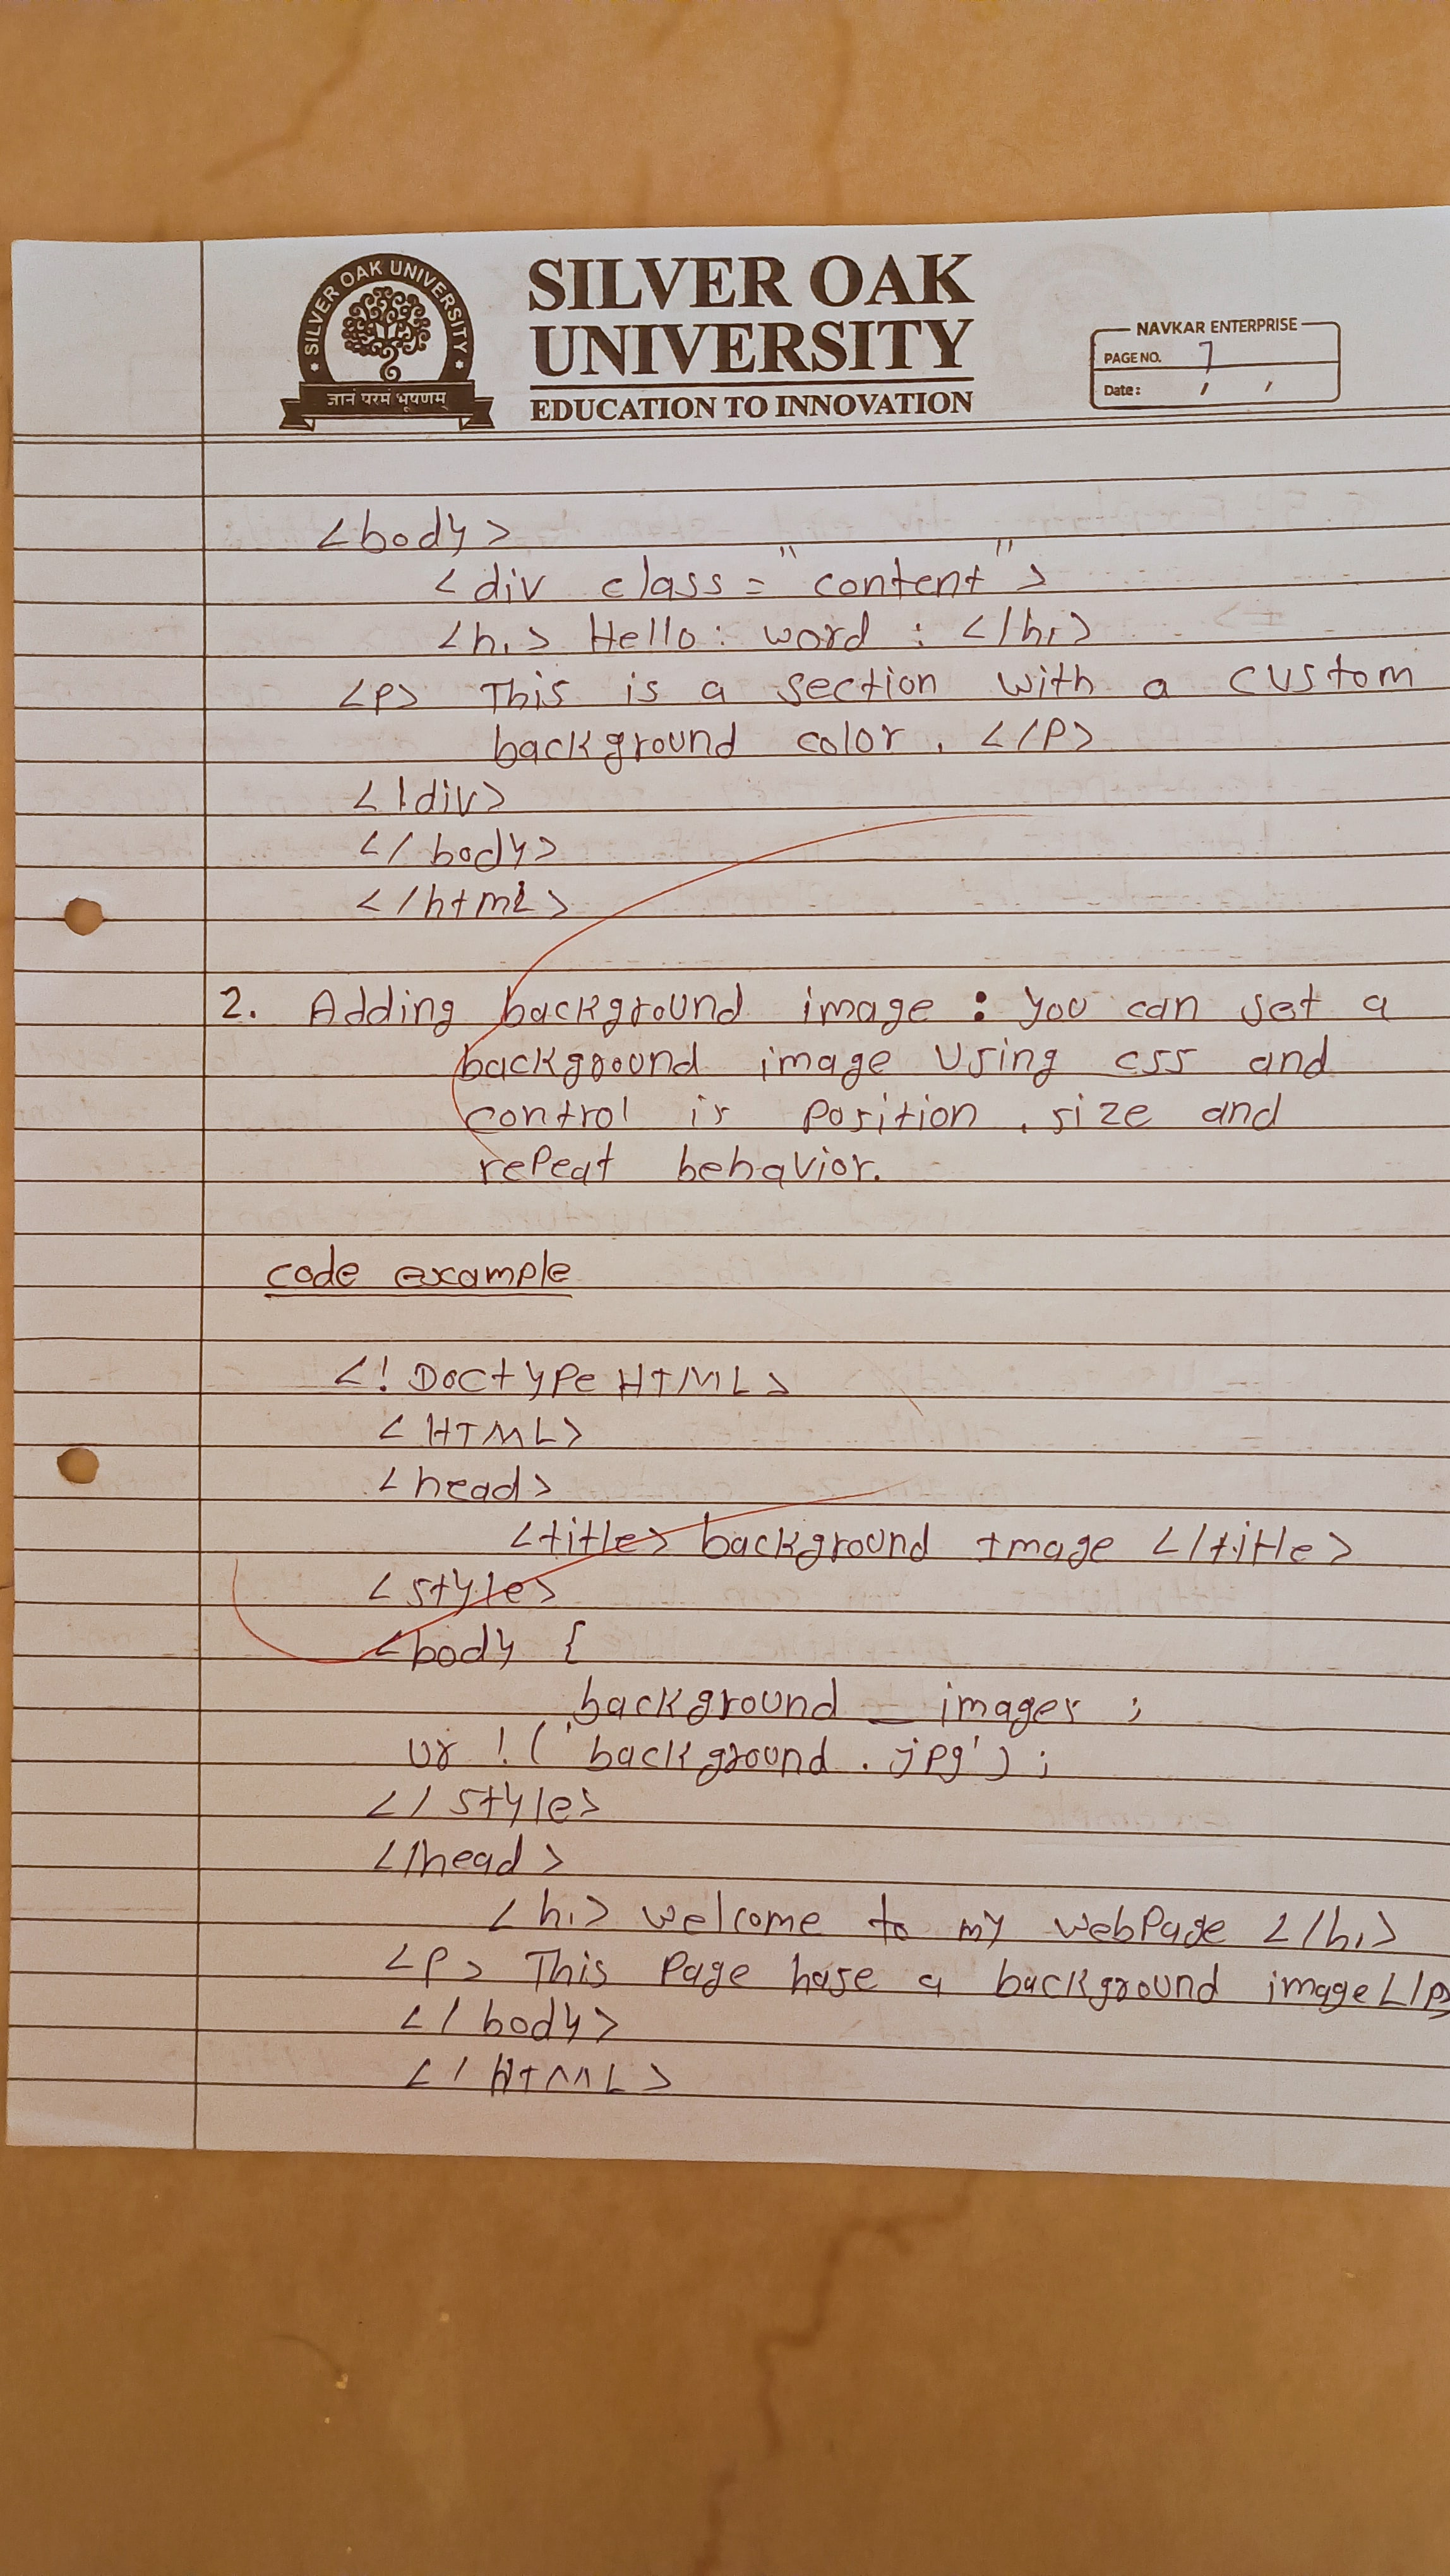 SILVER OAK UNIVERSITY
ज्ञानं परमं भूषणम्
SILVER OAK
UNIVERSITY
EDUCATION TO INNOVATION
NAVKAR ENTERPRISE
PAGE NO. 7
Date: / /
<body>
<div class = "content">
<h1> Hello : word : </h1>
<p> This is a section with a custom
background color. </p>
</div>
</body>
</html>
2. Adding background image : you can set a
background image using css and
control is position , size and
repeat behavior.
code example
<! Doctype HTML>
<HTML>
<head>
<title> background Image </title>
<style>
<body {
background _ images ;
ur ! ('background . jpg') ;
</style>
</head>
<h1> welcome to my webpage </h1>
<p> This page hase a background image</p>
</body>
</HTML>